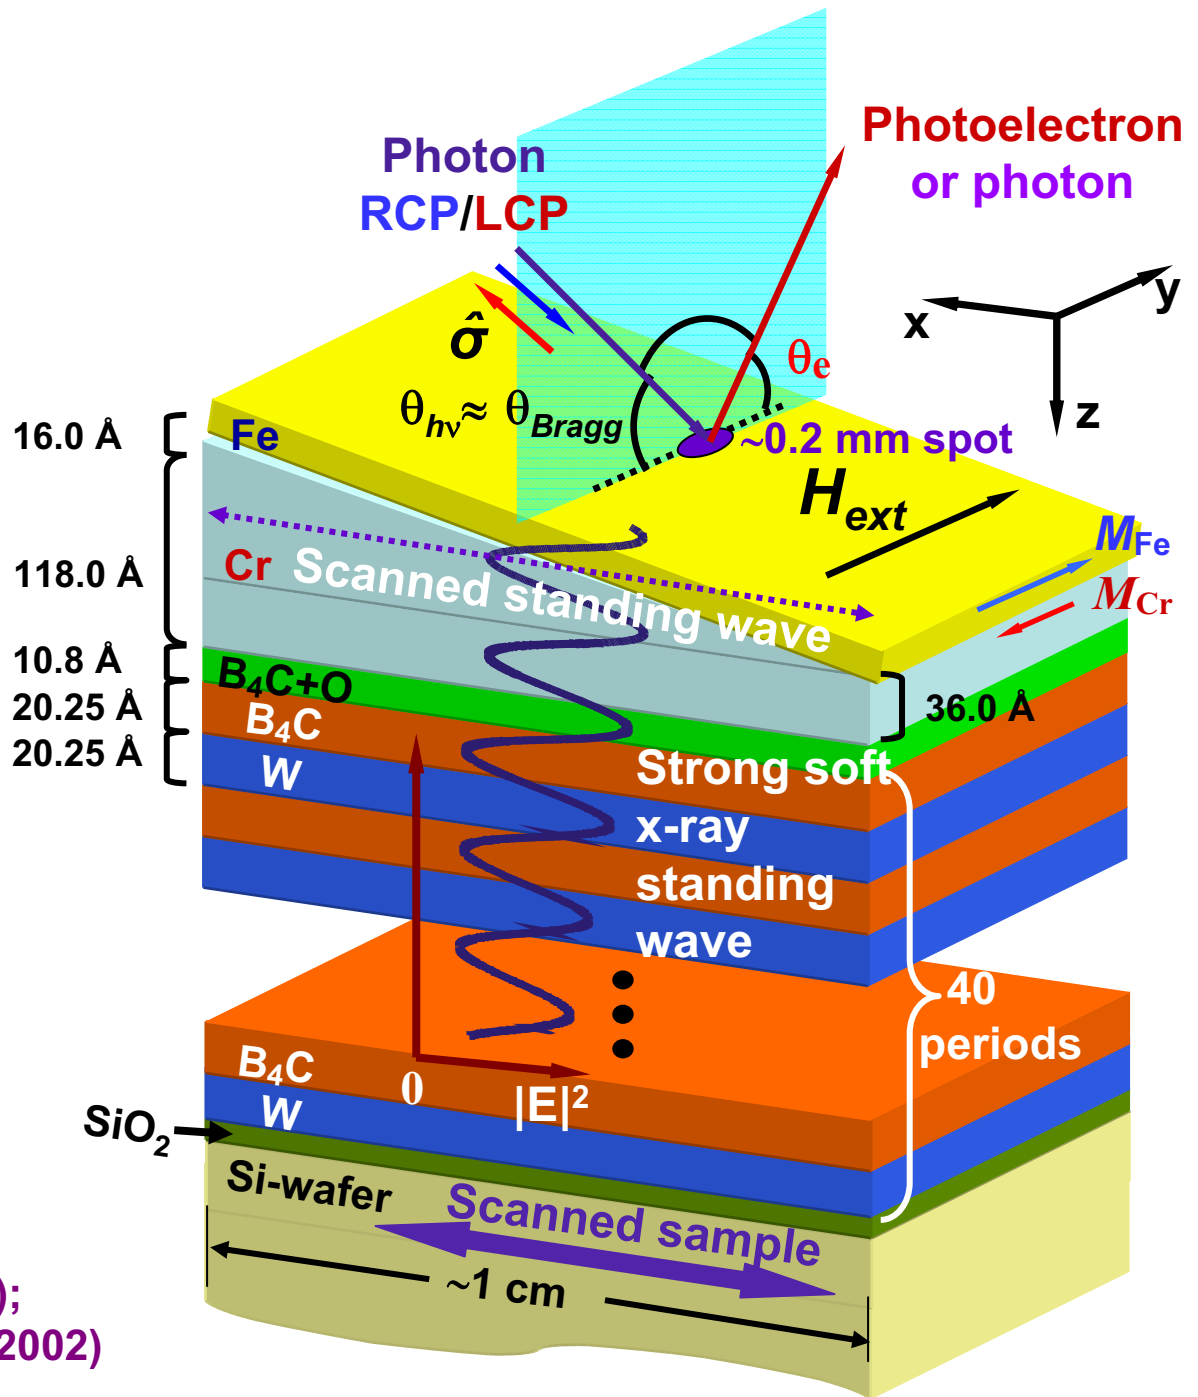 Photon
RCP/LCP
Photoelectron
or photon
σ̂
θhν≈ θBragg
θe
x
y
z
~0.2 mm spot
Hext
16.0 Å
Fe
MFe
MCr
118.0 Å
Cr Scanned standing wave
10.8 Å
B₄C+O
36.0 Å
20.25 Å
B₄C
20.25 Å
W
Strong soft
x-ray
standing
wave
40
periods
B₄C
0
|E|²
W
SiO₂
Si-wafer
Scanned sample
~1 cm
);
2002)